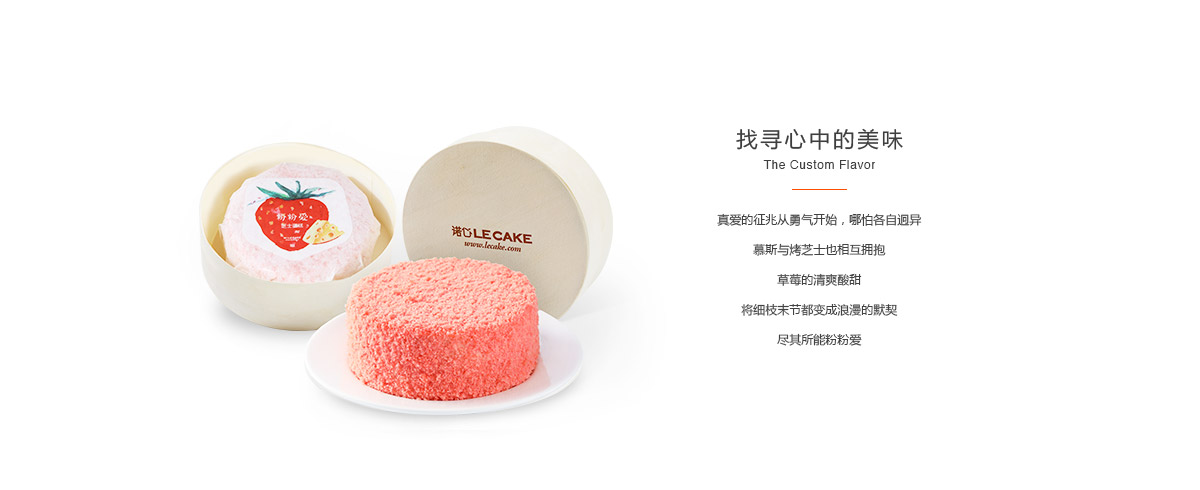 找寻心中的美味
The Custom Flavor
真爱的征兆从勇气开始，哪怕各自迥异
慕斯与烤芝士也相互拥抱
草莓的清爽酸甜
将细枝末节都变成浪漫的默契
尽其所能粉粉爱
粉粉爱
芝士蛋糕
诺心LECAKE
www.lecake.com